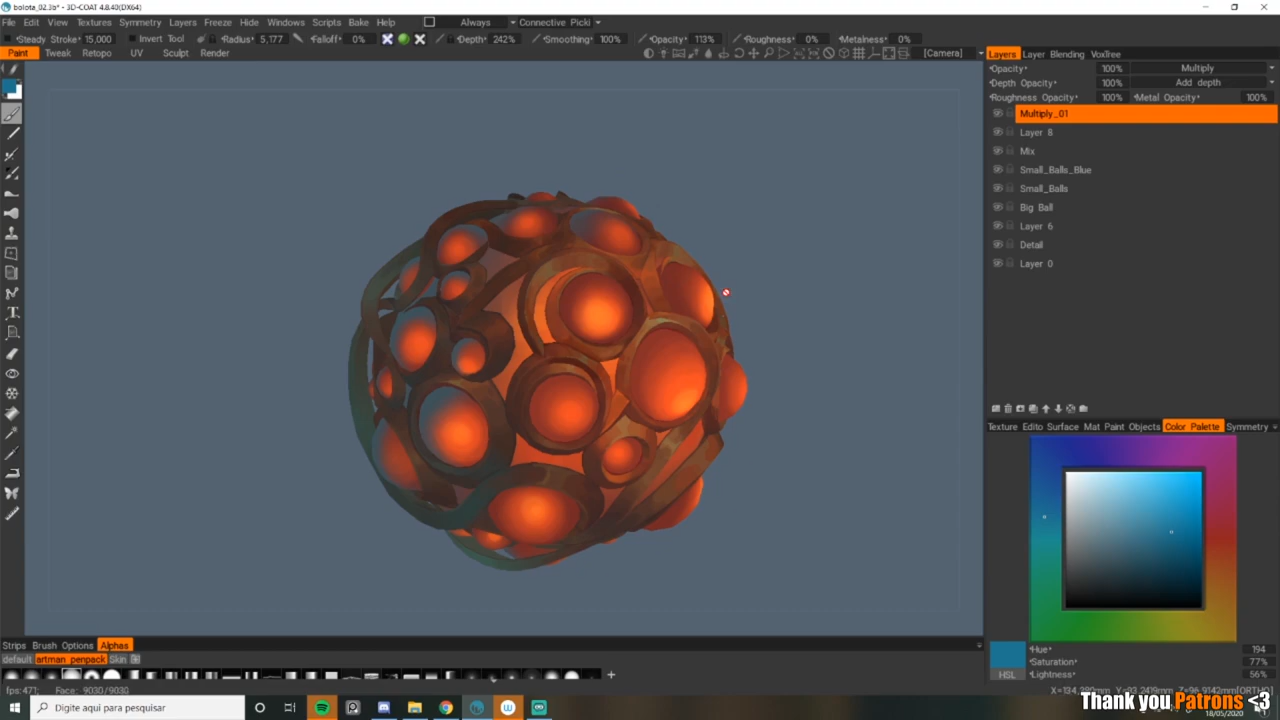 bolota_02.3b* - 3D-COAT 4.8.40(DX64)
File Edit View Textures Symmetry Layers Freeze Hide Windows Scripts Bake Help Always Connective Picki
Steady Stroke 15,000 Invert Tool Radius 5,177 Falloff 0% Depth 242% Smoothing 100% Opacity 113% Roughness 0% Metalness 0%
Paint Tweak Retopo UV Sculpt Render [Camera]
Layers Layer Blending VoxTree
Opacity 100% Multiply
Depth Opacity 100% Add depth
Roughness Opacity 100% Metal Opacity 100%
Multiply_01
Layer 8
Mix
Small_Balls_Blue
Small_Balls
Big Ball
Layer 6
Detail
Layer 0
Texture Edito Surface Mat Paint Objects Color Palette Symmetry
Hue 194
Saturation 77%
HSL Lightness 56%
Strips Brush Options Alphas
default artman_penpack Skin
fps:471; Face: 9030/9030
Digite aqui para pesquisar
Thank you Patrons <3
18/05/2020